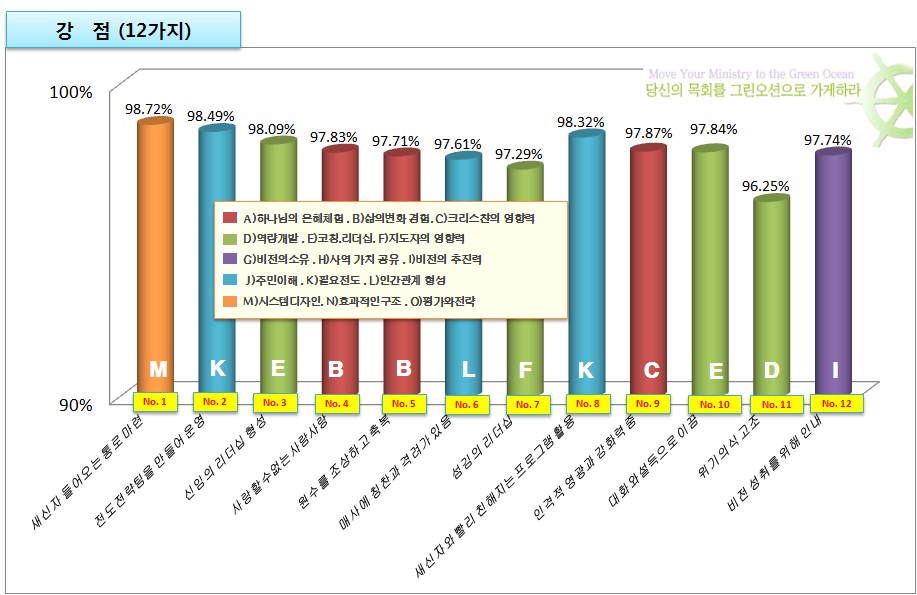 강 점 (12가지)
Move Your Ministry to the Green Ocean
당신의 목회를 그린오션으로 가게하라
100%
90%
98.72%
98.49%
98.09%
97.83%
97.71%
97.61%
97.29%
98.32%
97.87%
97.84%
96.25%
97.74%
A)하나님의 은혜체험 . B)삶의변화 경험. C)크리스찬의 영향력
D)역량개발 . E)코칭.리더십. F)지도자의 영향력
G)비전의소유 . H)사역 가치 공유 . I)비전의 추진력
J)주민이해 . K)필요전도 . L)인간관계 형성
M)시스템디자인. N)효과적인구조 . O)평가와전략
M K E B B L F K C E D I
No. 1
No. 2
No. 3
No. 4
No. 5
No. 6
No. 7
No. 8
No. 9
No. 10
No. 11
No. 12
새신자 들어오는 통로 마련
전도전략팀을 만들어 운영
신임의 리더십 형성
사랑할 수없는 사람 사랑
원수를 조상하고 축복
매사에 칭찬과 격려가 있음
섬김의 리더십
새신자와 빨리 친해지는 프로그램 활용
인격적 영광과 감화력 줌
대화와설득으로 이끔
위기의식 고조
비전 성취를 위해 인내